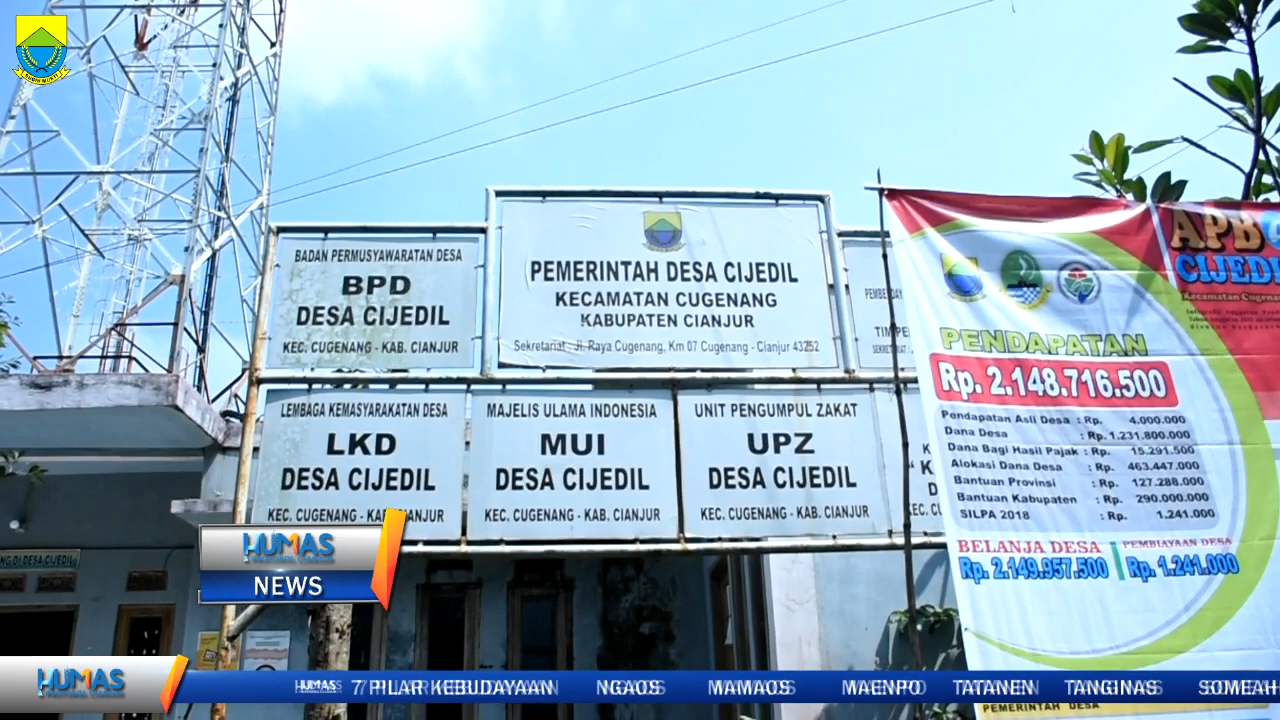 BADAN PERMUSYAWARATAN DESA
BPD
DESA CIJEDIL
KEC. CUGENANG - KAB. CIANJUR
PEMERINTAH DESA CIJEDIL
KECAMATAN CUGENANG
KABUPATEN CIANJUR
Sekretariat : Jl. Raya Cugenang, Km 07 Cugenang - Cianjur 43252
TIM
LEMBAGA KEMASYARAKATAN DESA
LKD
DESA CIJEDIL
KEC. CUGENANG - KAB. CIANJUR
MAJELIS ULAMA INDONESIA
MUI
DESA CIJEDIL
KEC. CUGENANG - KAB. CIANJUR
UNIT PENGUMPUL ZAKAT
UPZ
DESA CIJEDIL
KEC. CUGENANG - KAB. CIANJUR
APB
CIJEDI
Kecamatan Cugena
PENDAPATAN
Rp. 2.148.716.500
Pendapatan Asli Desa : Rp. 4.000.000
Dana Desa : Rp. 1.231.800.000
Dana Bagi Hasil Pajak : Rp. 15.291.500
Alokasi Dana Desa : Rp. 463.447.000
Bantuan Provinsi : Rp. 127.288.000
Bantuan Kabupaten : Rp. 290.000.000
SILPA 2018 : Rp. 1.241.000
BELANJA DESA
Rp. 2.149.957.500
PEMBIAYAAN DESA
Rp. 1.241.000
PEMERINTAH DESA
DI DESA CIJEDIL
HUMAS
NEWS
HUMAS
HUMAS 7 PILAR KEBUDAYAAN NGAOS MAMAOS MAENPO TATANEN TANGINAS SOMEAH